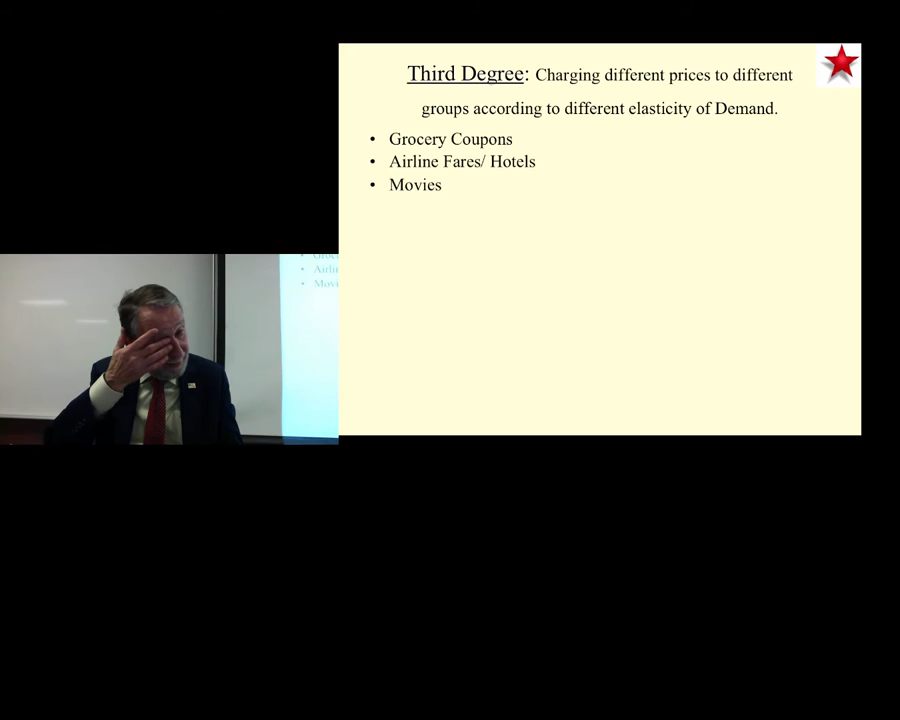 Third Degree: Charging different prices to different
groups according to different elasticity of Demand.
• Grocery Coupons
• Airline Fares/ Hotels
• Movies